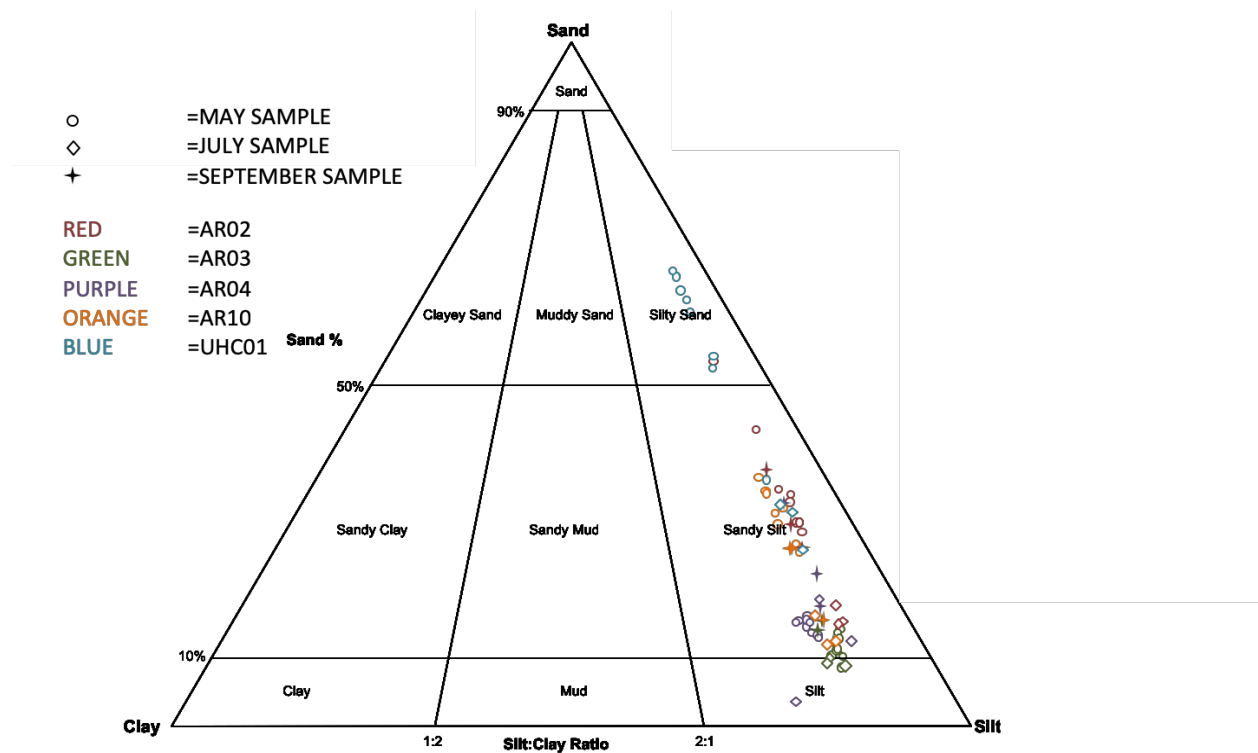 Sand
Sand
90%
=MAY SAMPLE
=JULY SAMPLE
=SEPTEMBER SAMPLE
RED =AR02
GREEN =AR03
PURPLE =AR04
ORANGE =AR10
BLUE =UHC01
Clayey Sand Muddy Sand Silty Sand
Sand %
50%
Sandy Clay Sandy Mud Sandy Silt
10%
Clay Mud Silt
Clay Silt
1:2 Silt:Clay Ratio 2:1